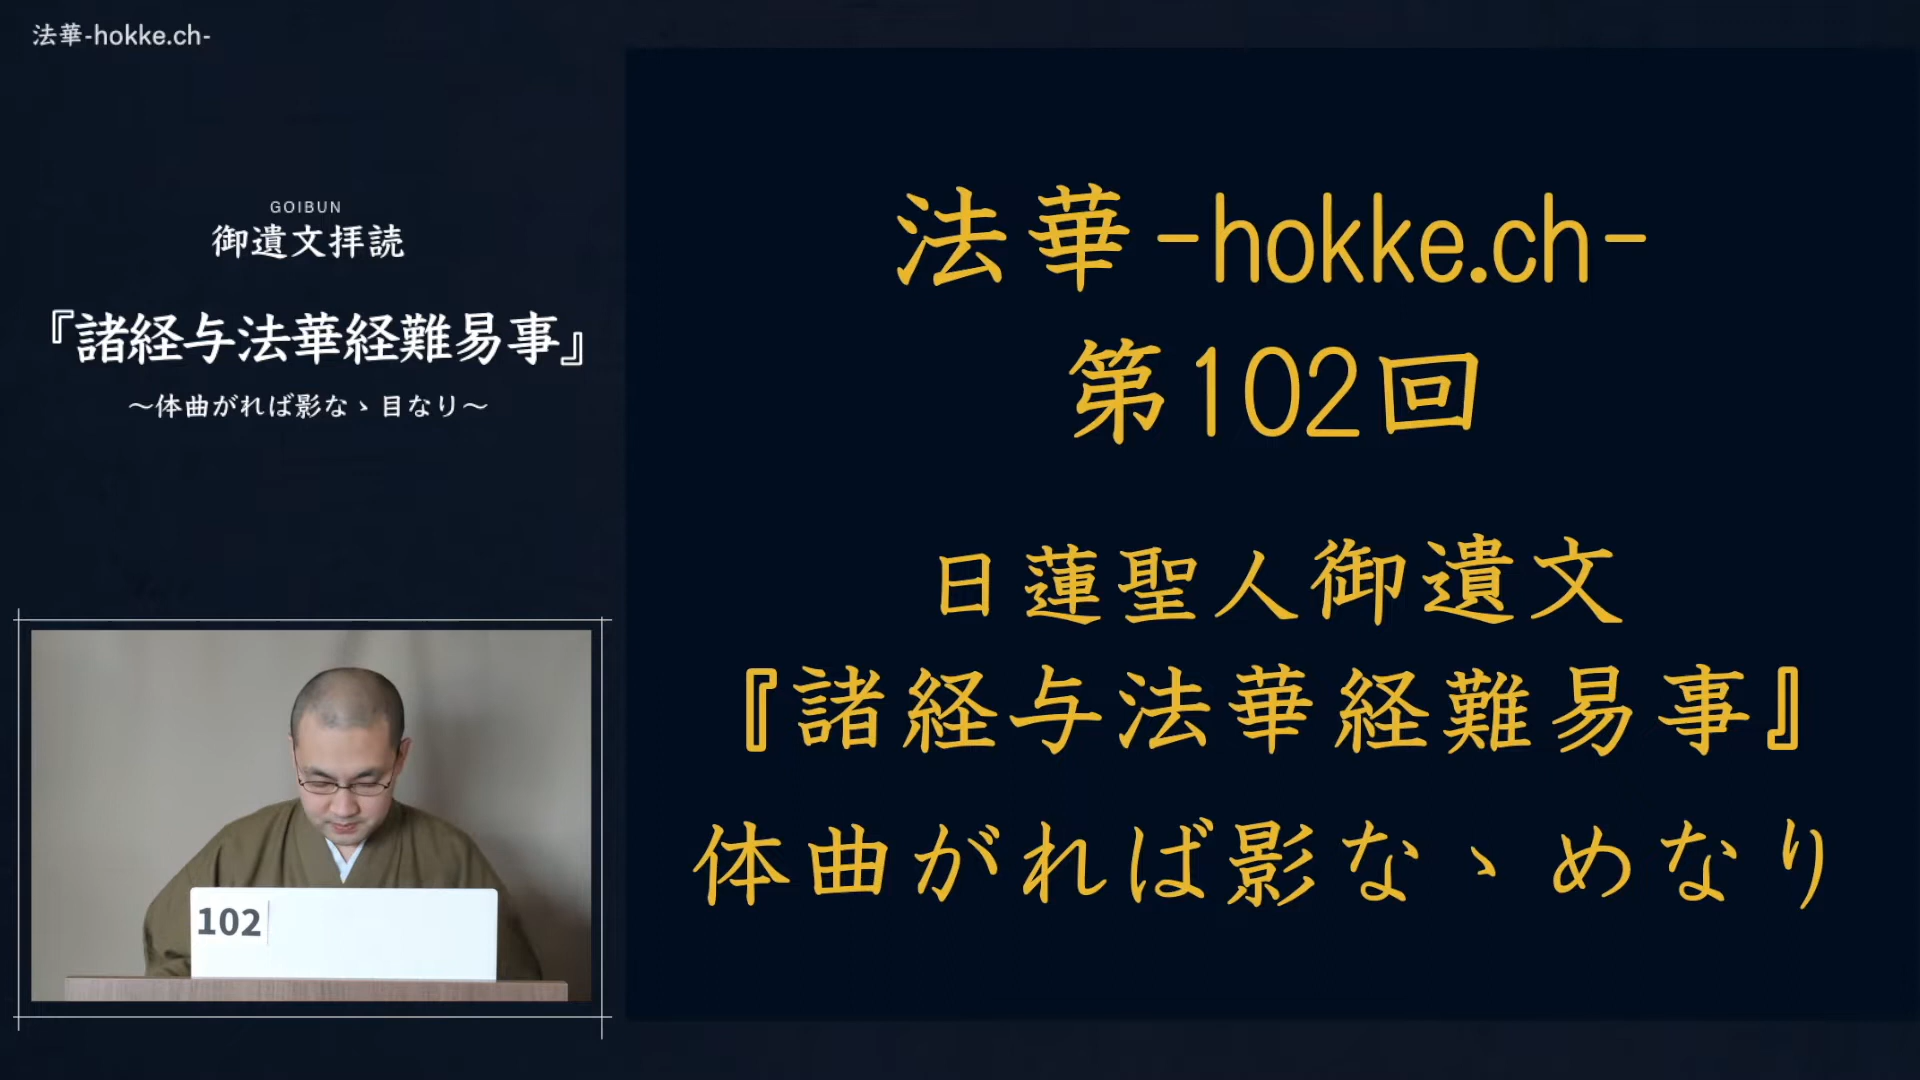 法華-hokke.ch-
GOIBUN
御遺文拝読
『諸経与法華経難易事』
～体曲がれば影なゝ目なり～
102
法華-hokke.ch-
第102回
日蓮聖人御遺文
『諸経与法華経難易事』
体曲がれば影なゝめなり